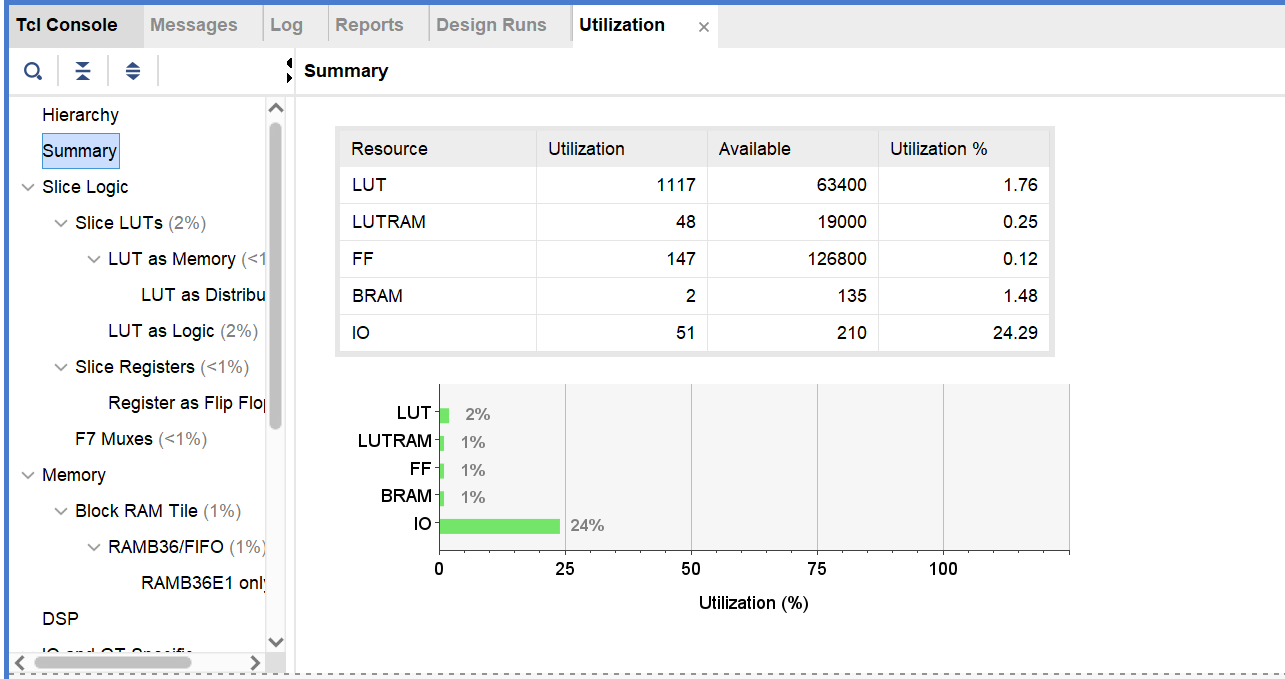 Tcl Console Messages Log Reports Design Runs Utilization
Summary
Hierarchy
Summary
Slice Logic
Slice LUTs (2%)
LUT as Memory (<1
LUT as Distribu
LUT as Logic (2%)
Slice Registers (<1%)
Register as Flip Flop
F7 Muxes (<1%)
Memory
Block RAM Tile (1%)
RAMB36/FIFO (1%)
RAMB36E1 only
DSP
IO and GT Specific
Resource Utilization Available Utilization %
LUT 1117 63400 1.76
LUTRAM 48 19000 0.25
FF 147 126800 0.12
BRAM 2 135 1.48
IO 51 210 24.29
LUT 2%
LUTRAM 1%
FF 1%
BRAM 1%
IO 24%
0 25 50 75 100
Utilization (%)